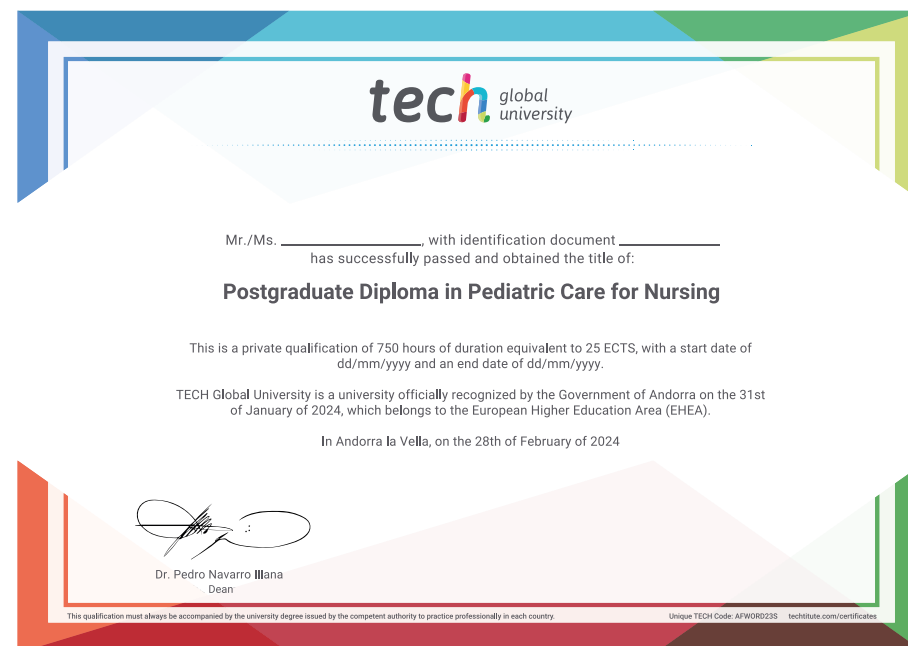 tech global university
Mr./Ms. ____________________, with identification document ______________
has successfully passed and obtained the title of:
Postgraduate Diploma in Pediatric Care for Nursing
This is a private qualification of 750 hours of duration equivalent to 25 ECTS, with a start date of
dd/mm/yyyy and an end date of dd/mm/yyyy.
TECH Global University is a university officially recognized by the Government of Andorra on the 31st
of January of 2024, which belongs to the European Higher Education Area (EHEA).
In Andorra la Vella, on the 28th of February of 2024
Dr. Pedro Navarro Illana
Dean
This qualification must always be accompanied by the university degree issued by the competent authority to practice professionally in each country.
Unique TECH Code: AFWORD23S techtitute.com/certificates